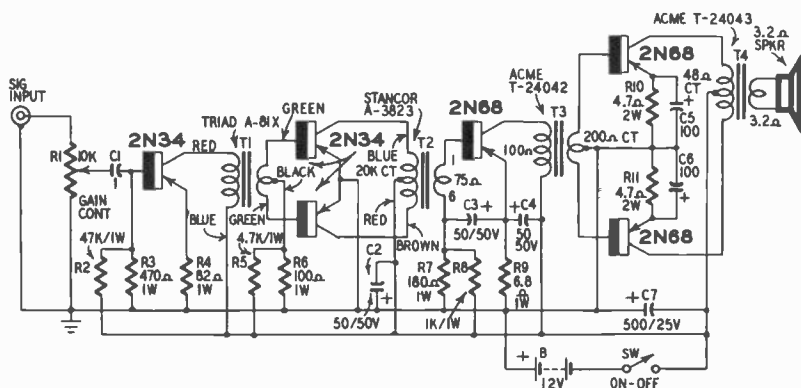 SIG
INPUT
R1
10K
GAIN
CONT
C1
1
2N34
RED
TRIAD A-81X
T1
GREEN
BLACK
GREEN
BLUE
47K/1W
R2
R3
470Ω
1W
R4
82Ω
1W
4.7K/1W
R5
R6
100Ω
1W
2N34
STANCOR
A-3823
T2
BLUE
20K CT
RED
BROWN
C2
50/50V
+
2N68
1
75Ω
6
C3 +
50/50V
+ C4
50
50V
R7
180Ω
1W
R8
1K/1W
R9
6.8
Ω
1W
ACME
T-24042
T3
100Ω
200Ω CT
2N68
R10
4.7Ω
2W
+
C5
100
R11
4.7Ω
2W
C6
100
+
2N68
ACME T-24043
T4
48Ω
CT
3.2Ω
SPKR
3.2Ω
+ C7
500/25V
+ B
12V
SW
ON-OFF